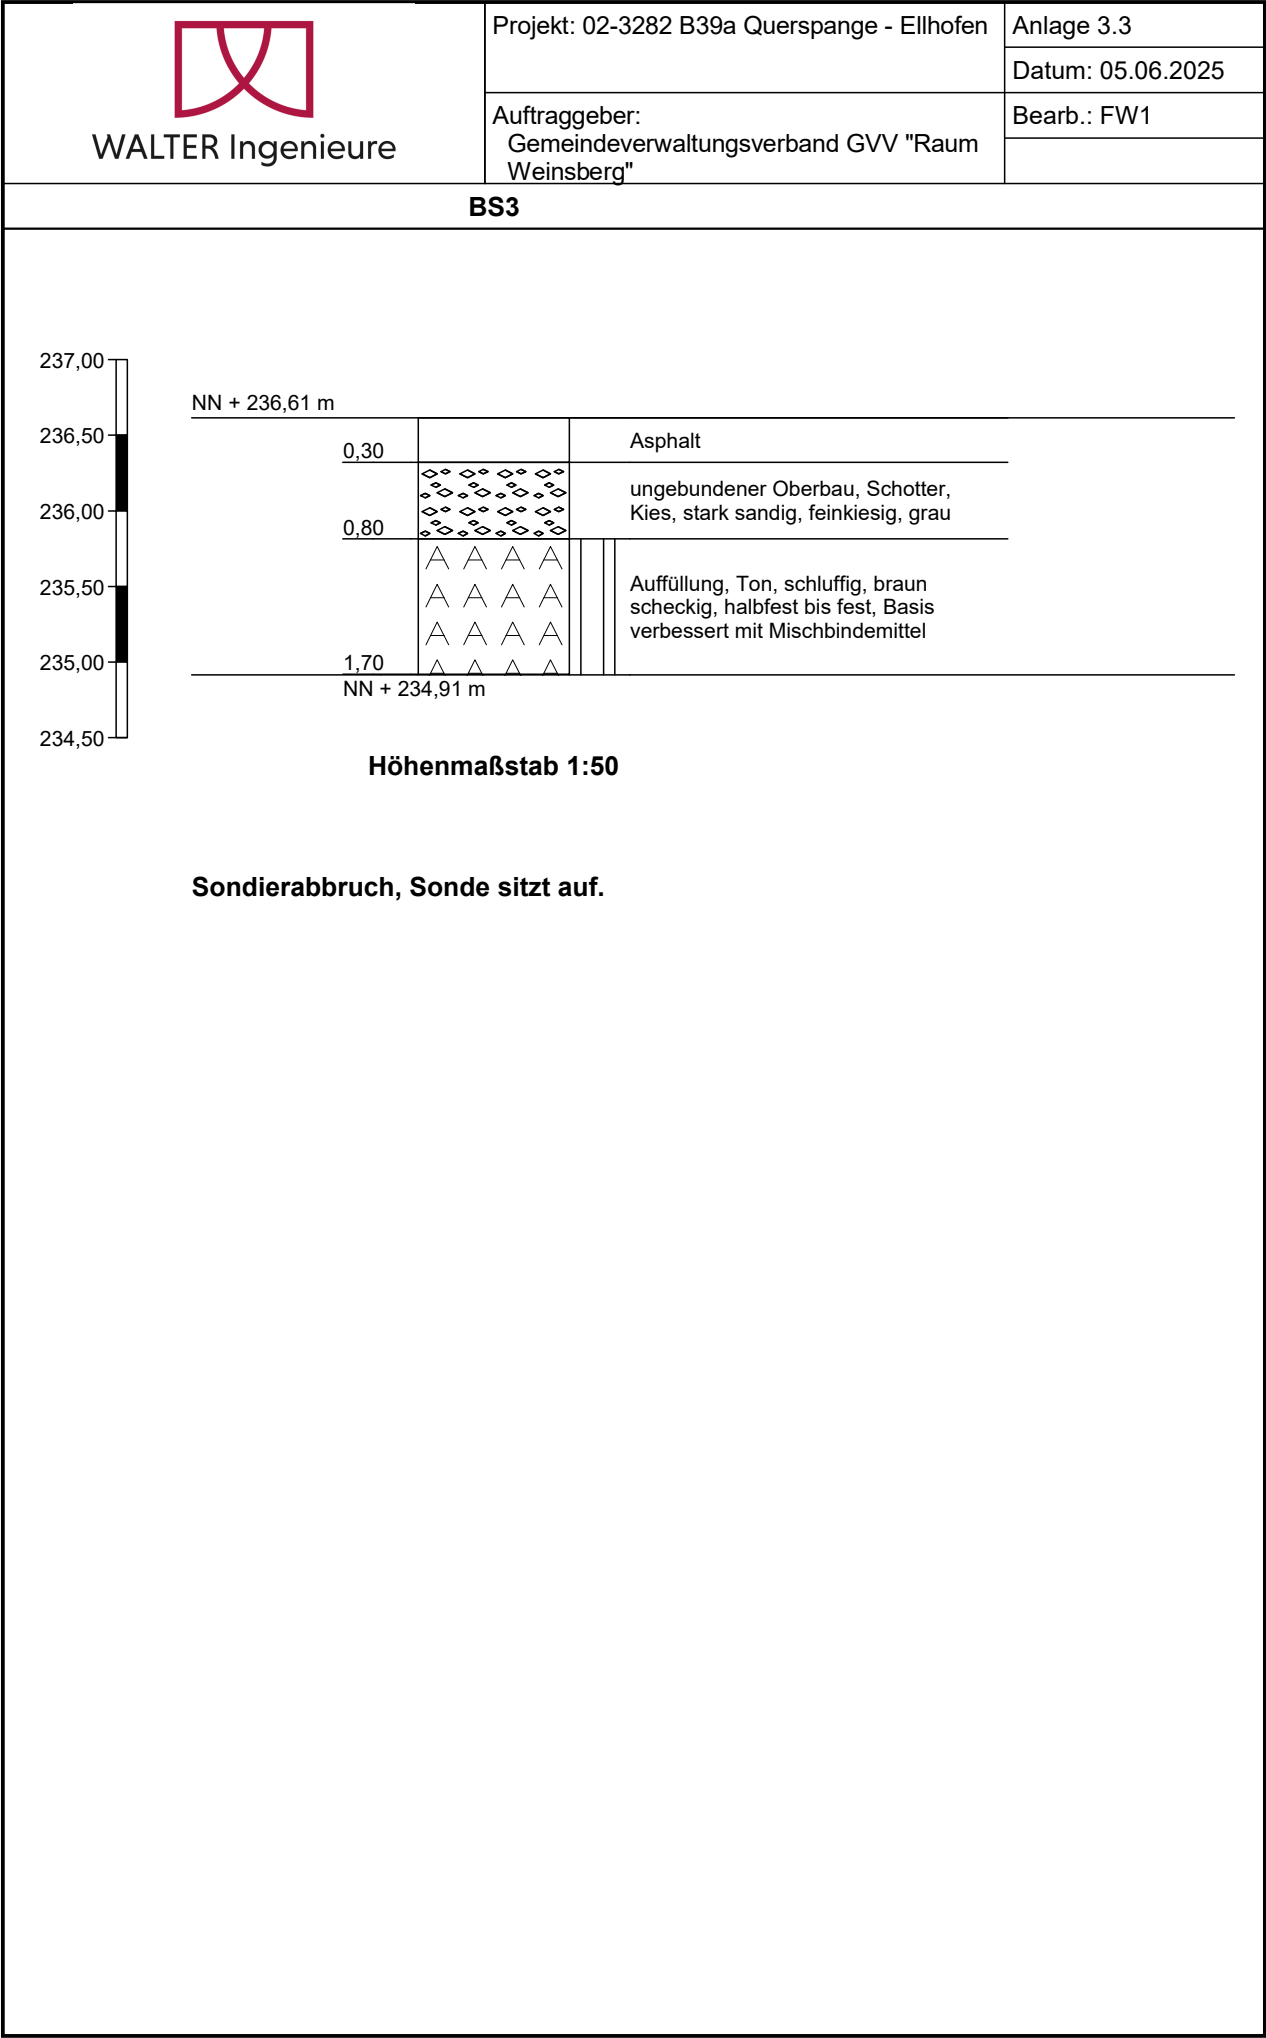 WALTER Ingenieure
Projekt: 02-3282 B39a Querspange - Ellhofen
Anlage 3.3
Datum: 05.06.2025
Auftraggeber:
Gemeindeverwaltungsverband GVV "Raum
Weinsberg"
Bearb.: FW1
BS3
237,00
236,50
236,00
235,50
235,00
234,50
NN + 236,61 m
0,30
Asphalt
0,80
ungebundener Oberbau, Schotter,
Kies, stark sandig, feinkiesig, grau
A A A A
A A A A
A A A A
A A A A
1,70
Auffüllung, Ton, schluffig, braun
scheckig, halbfest bis fest, Basis
verbessert mit Mischbindemittel
NN + 234,91 m
Höhenmaßstab 1:50
Sondierabbruch, Sonde sitzt auf.